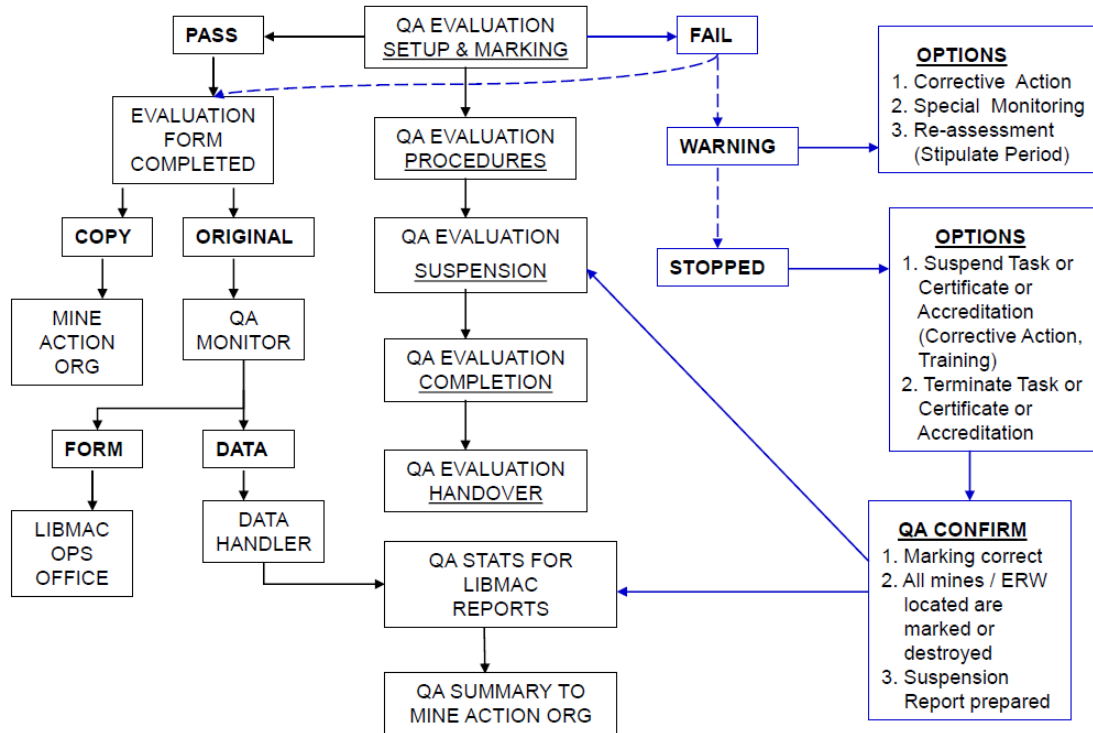 PASS
QA EVALUATION
SETUP & MARKING
FAIL
OPTIONS
1. Corrective Action
2. Special Monitoring
3. Re-assessment
(Stipulate Period)
EVALUATION
FORM
COMPLETED
QA EVALUATION
PROCEDURES
WARNING
COPY
ORIGINAL
QA EVALUATION
SUSPENSION
STOPPED
OPTIONS
1. Suspend Task or
Certificate or
Accreditation
(Corrective Action,
Training)
2. Terminate Task or
Certificate or
Accreditation
MINE
ACTION
ORG
QA
MONITOR
QA EVALUATION
COMPLETION
FORM
DATA
QA EVALUATION
HANDOVER
LIBMAC
OPS
OFFICE
DATA
HANDLER
QA STATS FOR
LIBMAC
REPORTS
QA CONFIRM
1. Marking correct
2. All mines / ERW
located are
marked or
destroyed
3. Suspension
Report prepared
QA SUMMARY TO
MINE ACTION ORG